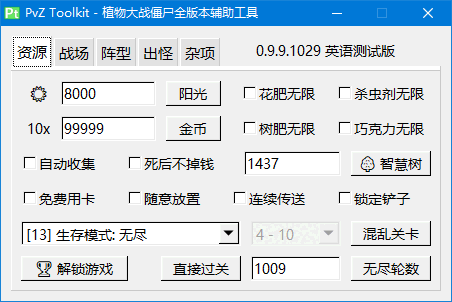 PvZ Toolkit - 植物大战僵尸全版本辅助工具
资源 战场 阵型 出怪 杂项 0.9.9.1029 英语测试版
8000 阳光 花肥无限 杀虫剂无限
10x 99999 金币 树肥无限 巧克力无限
自动收集 死后不掉钱 1437 智慧树
免费用卡 随意放置 连续传送 锁定铲子
[13] 生存模式: 无尽 4 - 10 混乱关卡
解锁游戏 直接过关 1009 无尽轮数